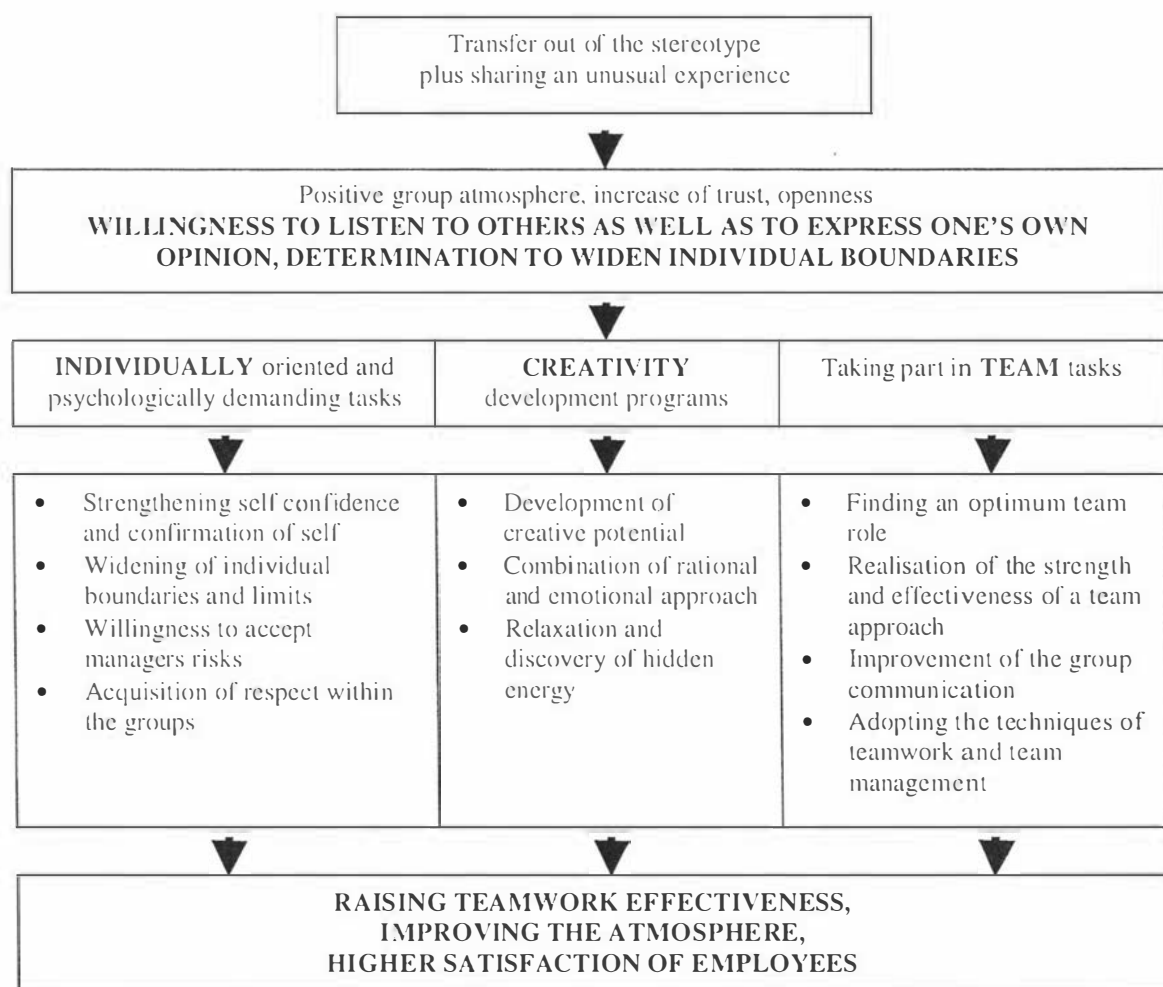 Transfer out of the stereotype
plus sharing an unusual experience
Positive group atmosphere, increase of trust, openness
WILLINGNESS TO LISTEN TO OTHERS AS WELL AS TO EXPRESS ONE'S OWN
OPINION, DETERMINATION TO WIDEN INDIVIDUAL BOUNDARIES
INDIVIDUALLY oriented and
psychologically demanding tasks
CREATIVITY
development programs
Taking part in TEAM tasks
• Strengthening self confidence
and confirmation of self
• Widening of individual
boundaries and limits
• Willingness to accept
managers risks
• Acquisition of respect within
the groups
• Development of
creative potential
• Combination of rational
and emotional approach
• Relaxation and
discovery of hidden
energy
• Finding an optimum team
role
• Realisation of the strength
and effectiveness of a team
approach
• Improvement of the group
communication
• Adopting the techniques of
teamwork and team
management
RAISING TEAMWORK EFFECTIVENESS,
IMPROVING THE ATMOSPHERE,
HIGHER SATISFACTION OF EMPLOYEES